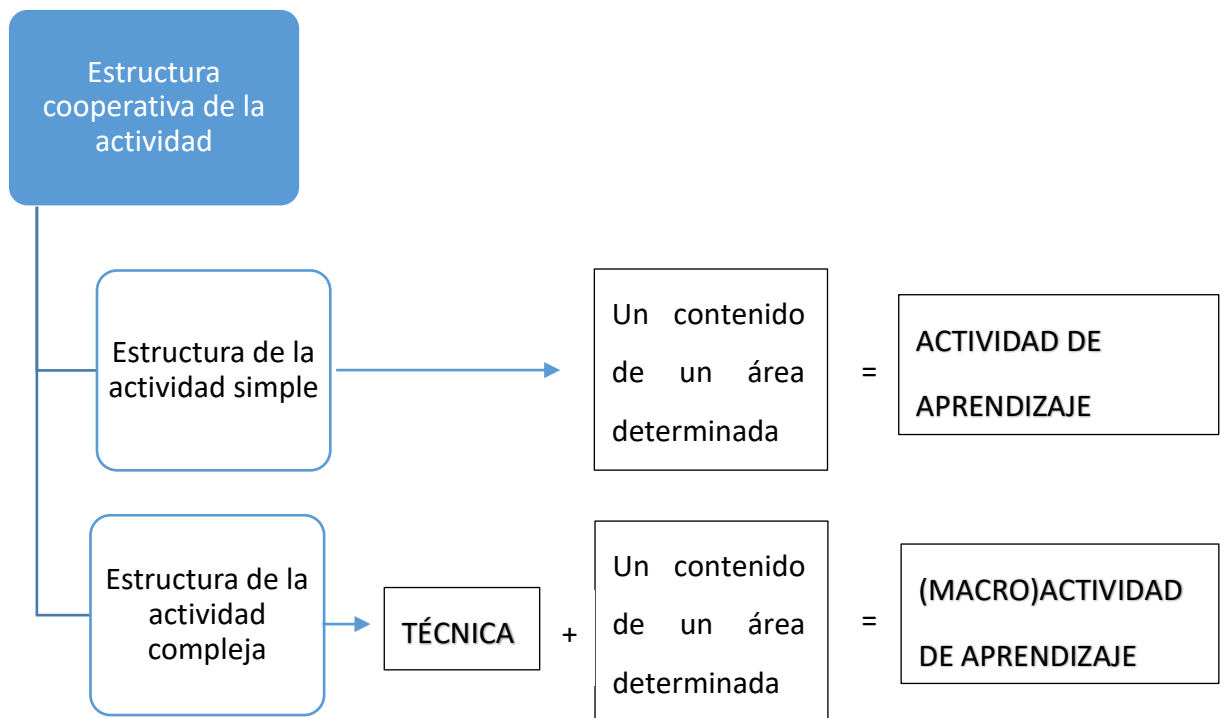 Estructura
cooperativa de la
actividad
Estructura de la
actividad simple
Un contenido
de un área
determinada
=
ACTIVIDAD DE
APRENDIZAJE
Estructura de la
actividad
compleja
TÉCNICA
+
Un contenido
de un área
determinada
=
(MACRO)ACTIVIDAD
DE APRENDIZAJE